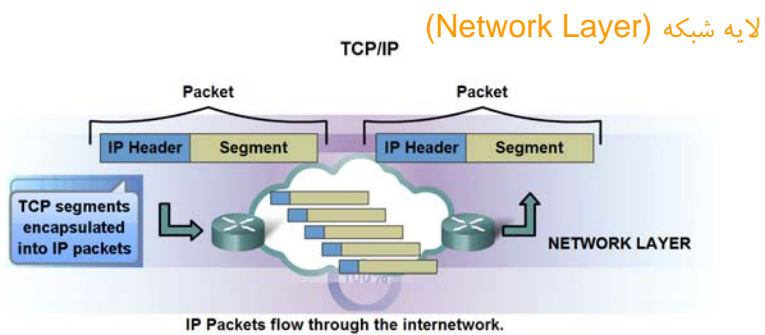 لایه شبکه (Network Layer)
TCP/IP
Packet
Packet
IP Header
Segment
IP Header
Segment
TCP segments
encapsulated
into IP packets
NETWORK LAYER
100%
IP Packets flow through the internetwork.